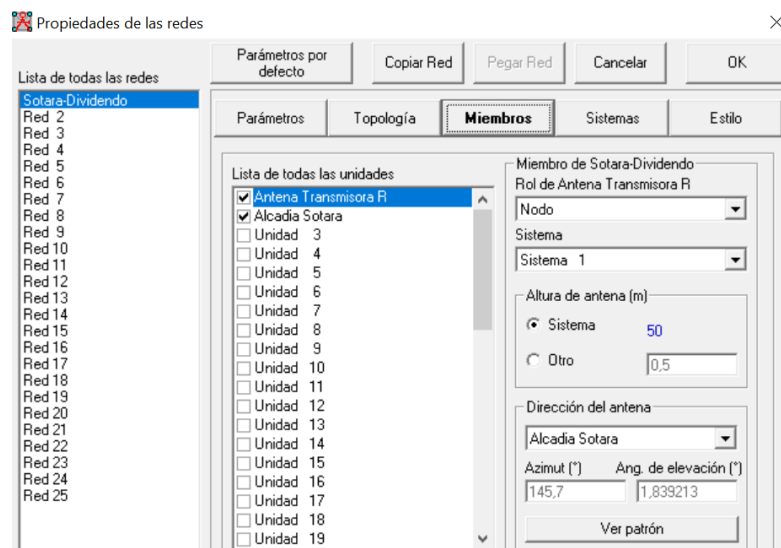 Propiedades de las redes
Parámetros por
defecto
Copiar Red
Pegar Red
Cancelar
OK
Lista de todas las redes
Sotara-Dividendo
Red 2
Red 3
Red 4
Red 5
Red 6
Red 7
Red 8
Red 9
Red 10
Red 11
Red 12
Red 13
Red 14
Red 15
Red 16
Red 17
Red 18
Red 19
Red 20
Red 21
Red 22
Red 23
Red 24
Red 25
Parámetros
Topología
Miembros
Sistemas
Estilo
Lista de todas las unidades
Antena Transmisora R
Alcadia Sotara
Unidad 3
Unidad 4
Unidad 5
Unidad 6
Unidad 7
Unidad 8
Unidad 9
Unidad 10
Unidad 11
Unidad 12
Unidad 13
Unidad 14
Unidad 15
Unidad 16
Unidad 17
Unidad 18
Unidad 19
Miembro de Sotara-Dividendo
Rol de Antena Transmisora R
Nodo
Sistema
Sistema 1
Altura de antena (m)
Sistema 50
Otro 0,5
Dirección del antena
Alcadia Sotara
Azimut (°) Ang. de elevación (°)
145,7 1,839213
Ver patrón